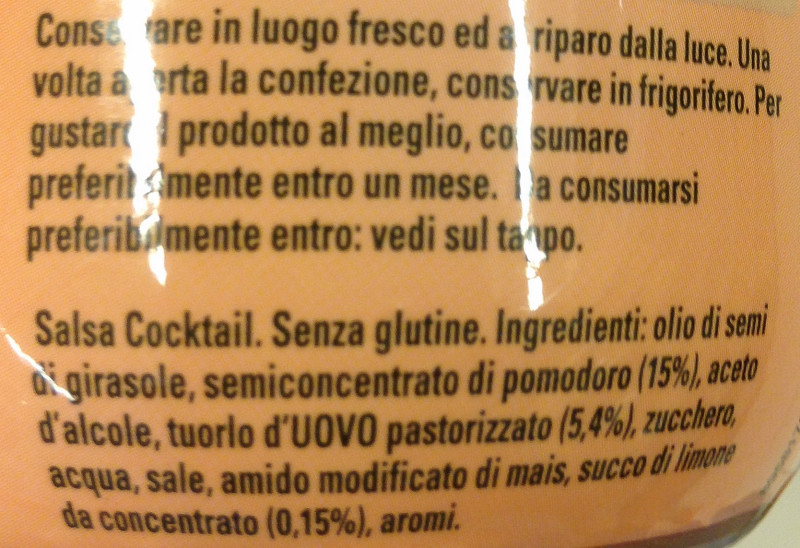 Conservare in luogo fresco ed al riparo dalla luce. Una
volta aperta la confezione, conservare in frigorifero. Per
gustare il prodotto al meglio, consumare
preferibilmente entro un mese. Da consumarsi
preferibilmente entro: vedi sul tappo.
Salsa Cocktail. Senza glutine. Ingredienti: olio di semi
di girasole, semiconcentrato di pomodoro (15%), aceto
d'alcole, tuorlo d'UOVO pastorizzato (5,4%), zucchero,
acqua, sale, amido modificato di mais, succo di limone
da concentrato (0,15%), aromi.